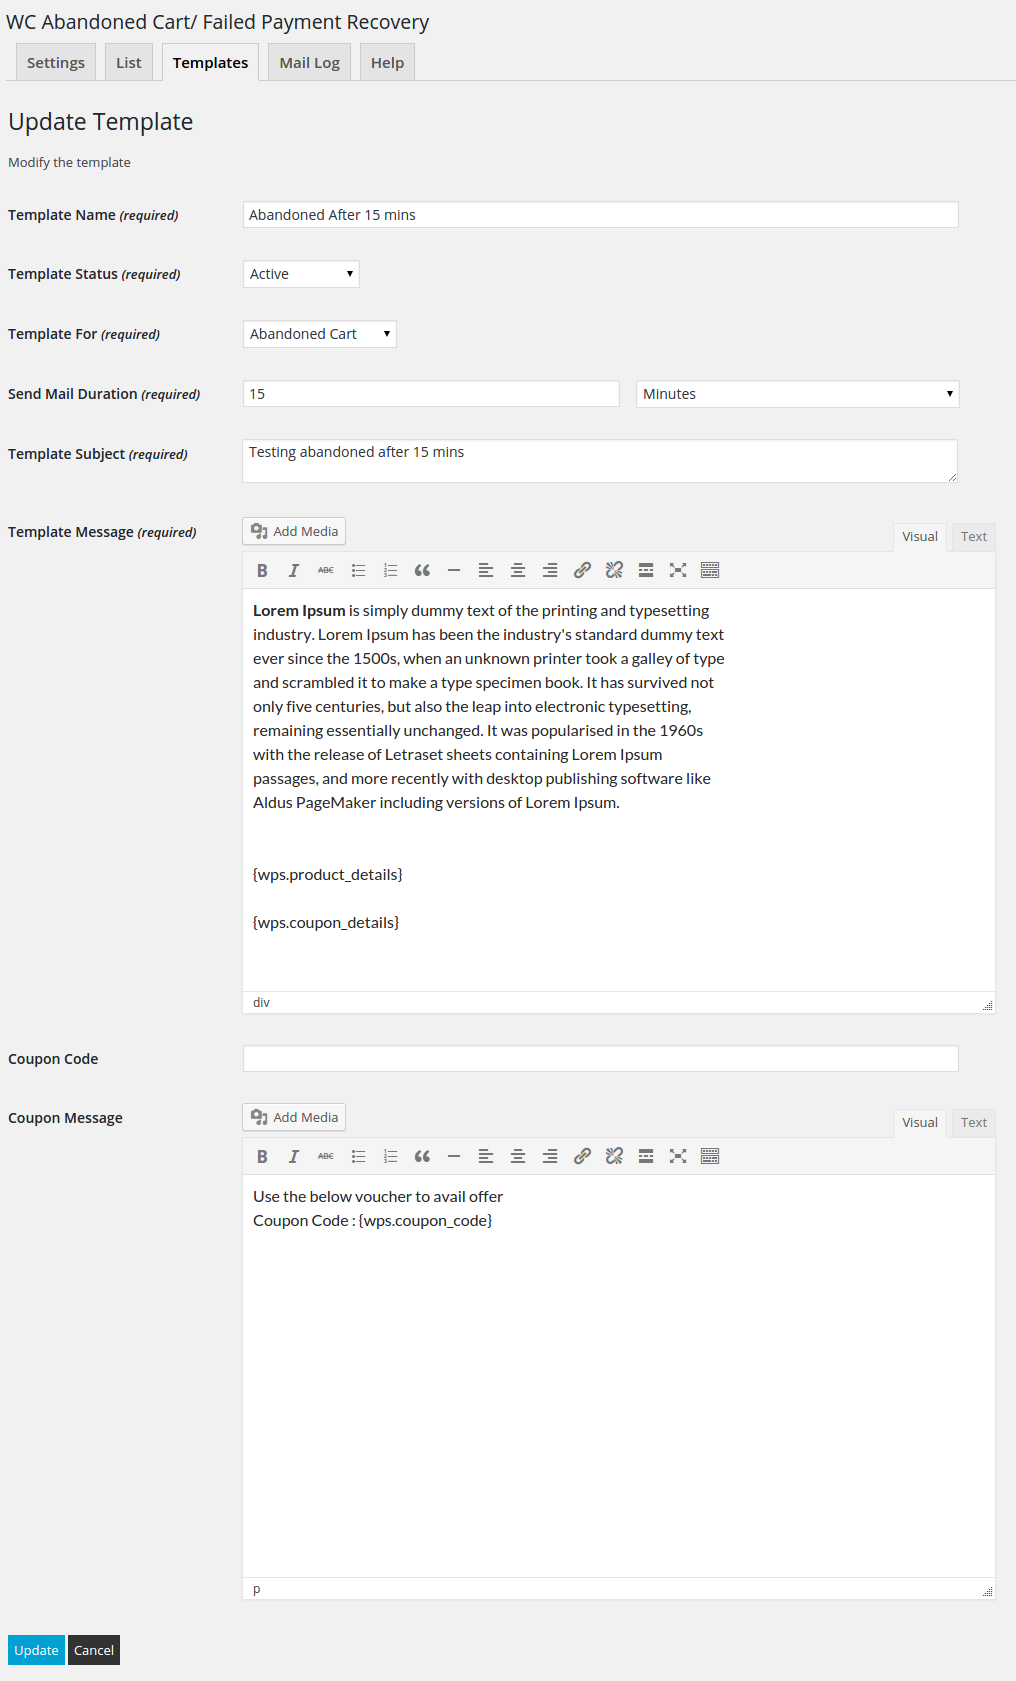 WC Abandoned Cart/ Failed Payment Recovery
Settings List Templates Mail Log Help
Update Template
Modify the template
Template Name (required) Abandoned After 15 mins
Template Status (required) Active
Template For (required) Abandoned Cart
Send Mail Duration (required) 15 Minutes
Template Subject (required) Testing abandoned after 15 mins
Template Message (required) Add Media Visual Text
B I ABC
Lorem Ipsum is simply dummy text of the printing and typesetting
industry. Lorem Ipsum has been the industry's standard dummy text
ever since the 1500s, when an unknown printer took a galley of type
and scrambled it to make a type specimen book. It has survived not
only five centuries, but also the leap into electronic typesetting,
remaining essentially unchanged. It was popularised in the 1960s
with the release of Letraset sheets containing Lorem Ipsum
passages, and more recently with desktop publishing software like
Aldus PageMaker including versions of Lorem Ipsum.
{wps.product_details}
{wps.coupon_details}
div
Coupon Code
Coupon Message Add Media Visual Text
B I ABC
Use the below voucher to avail offer
Coupon Code : {wps.coupon_code}
p
Update Cancel